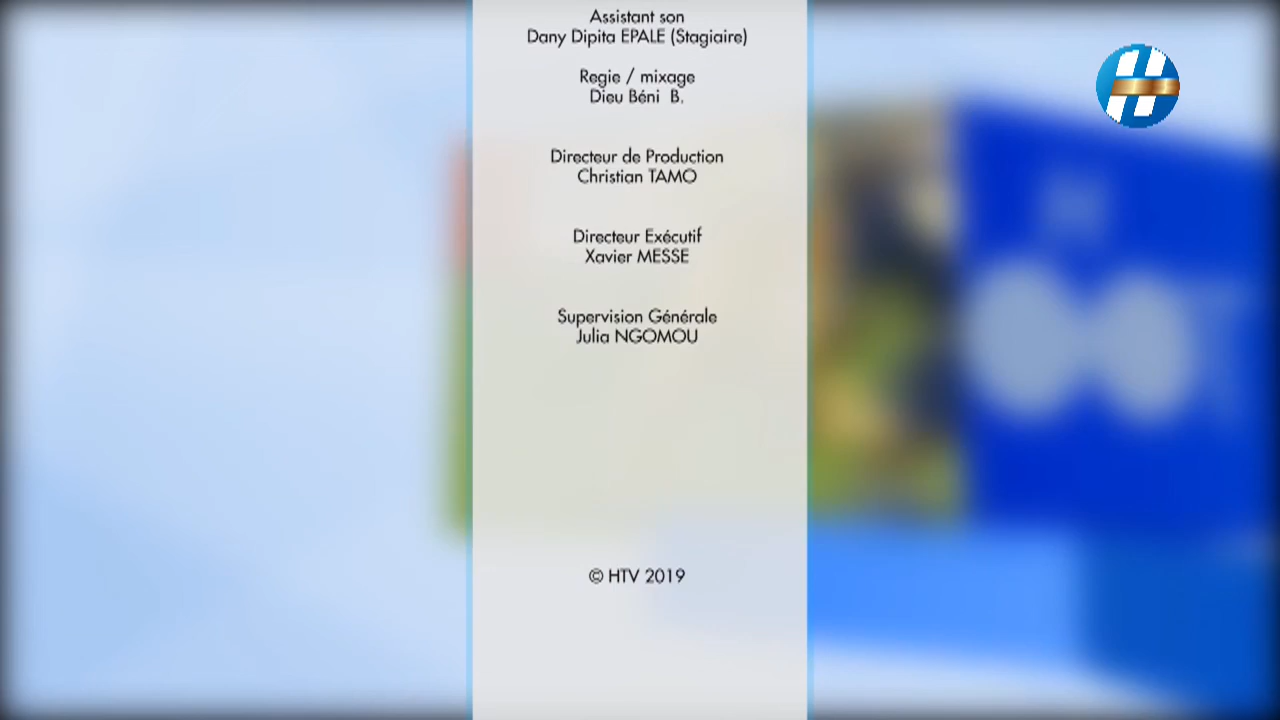 Assistant son
Dany Dipita EPALE (Stagiaire)
Regie / mixage
Dieu Béni B.
Directeur de Production
Christian TAMO
Directeur Exécutif
Xavier MESSE
Supervision Générale
Julia NGOMOU
© HTV 2019